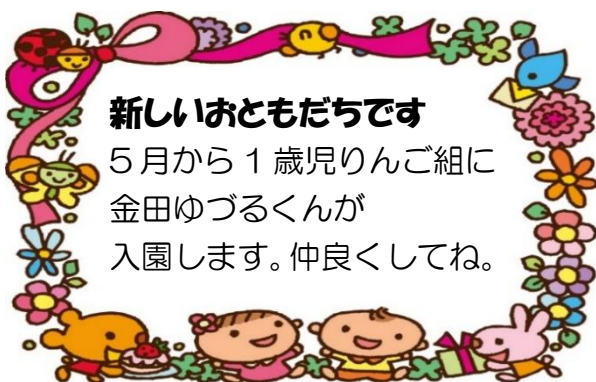 新しいおともだちです
５月から１歳児りんご組に
金田ゆづるくんが
入園します。仲良くしてね。